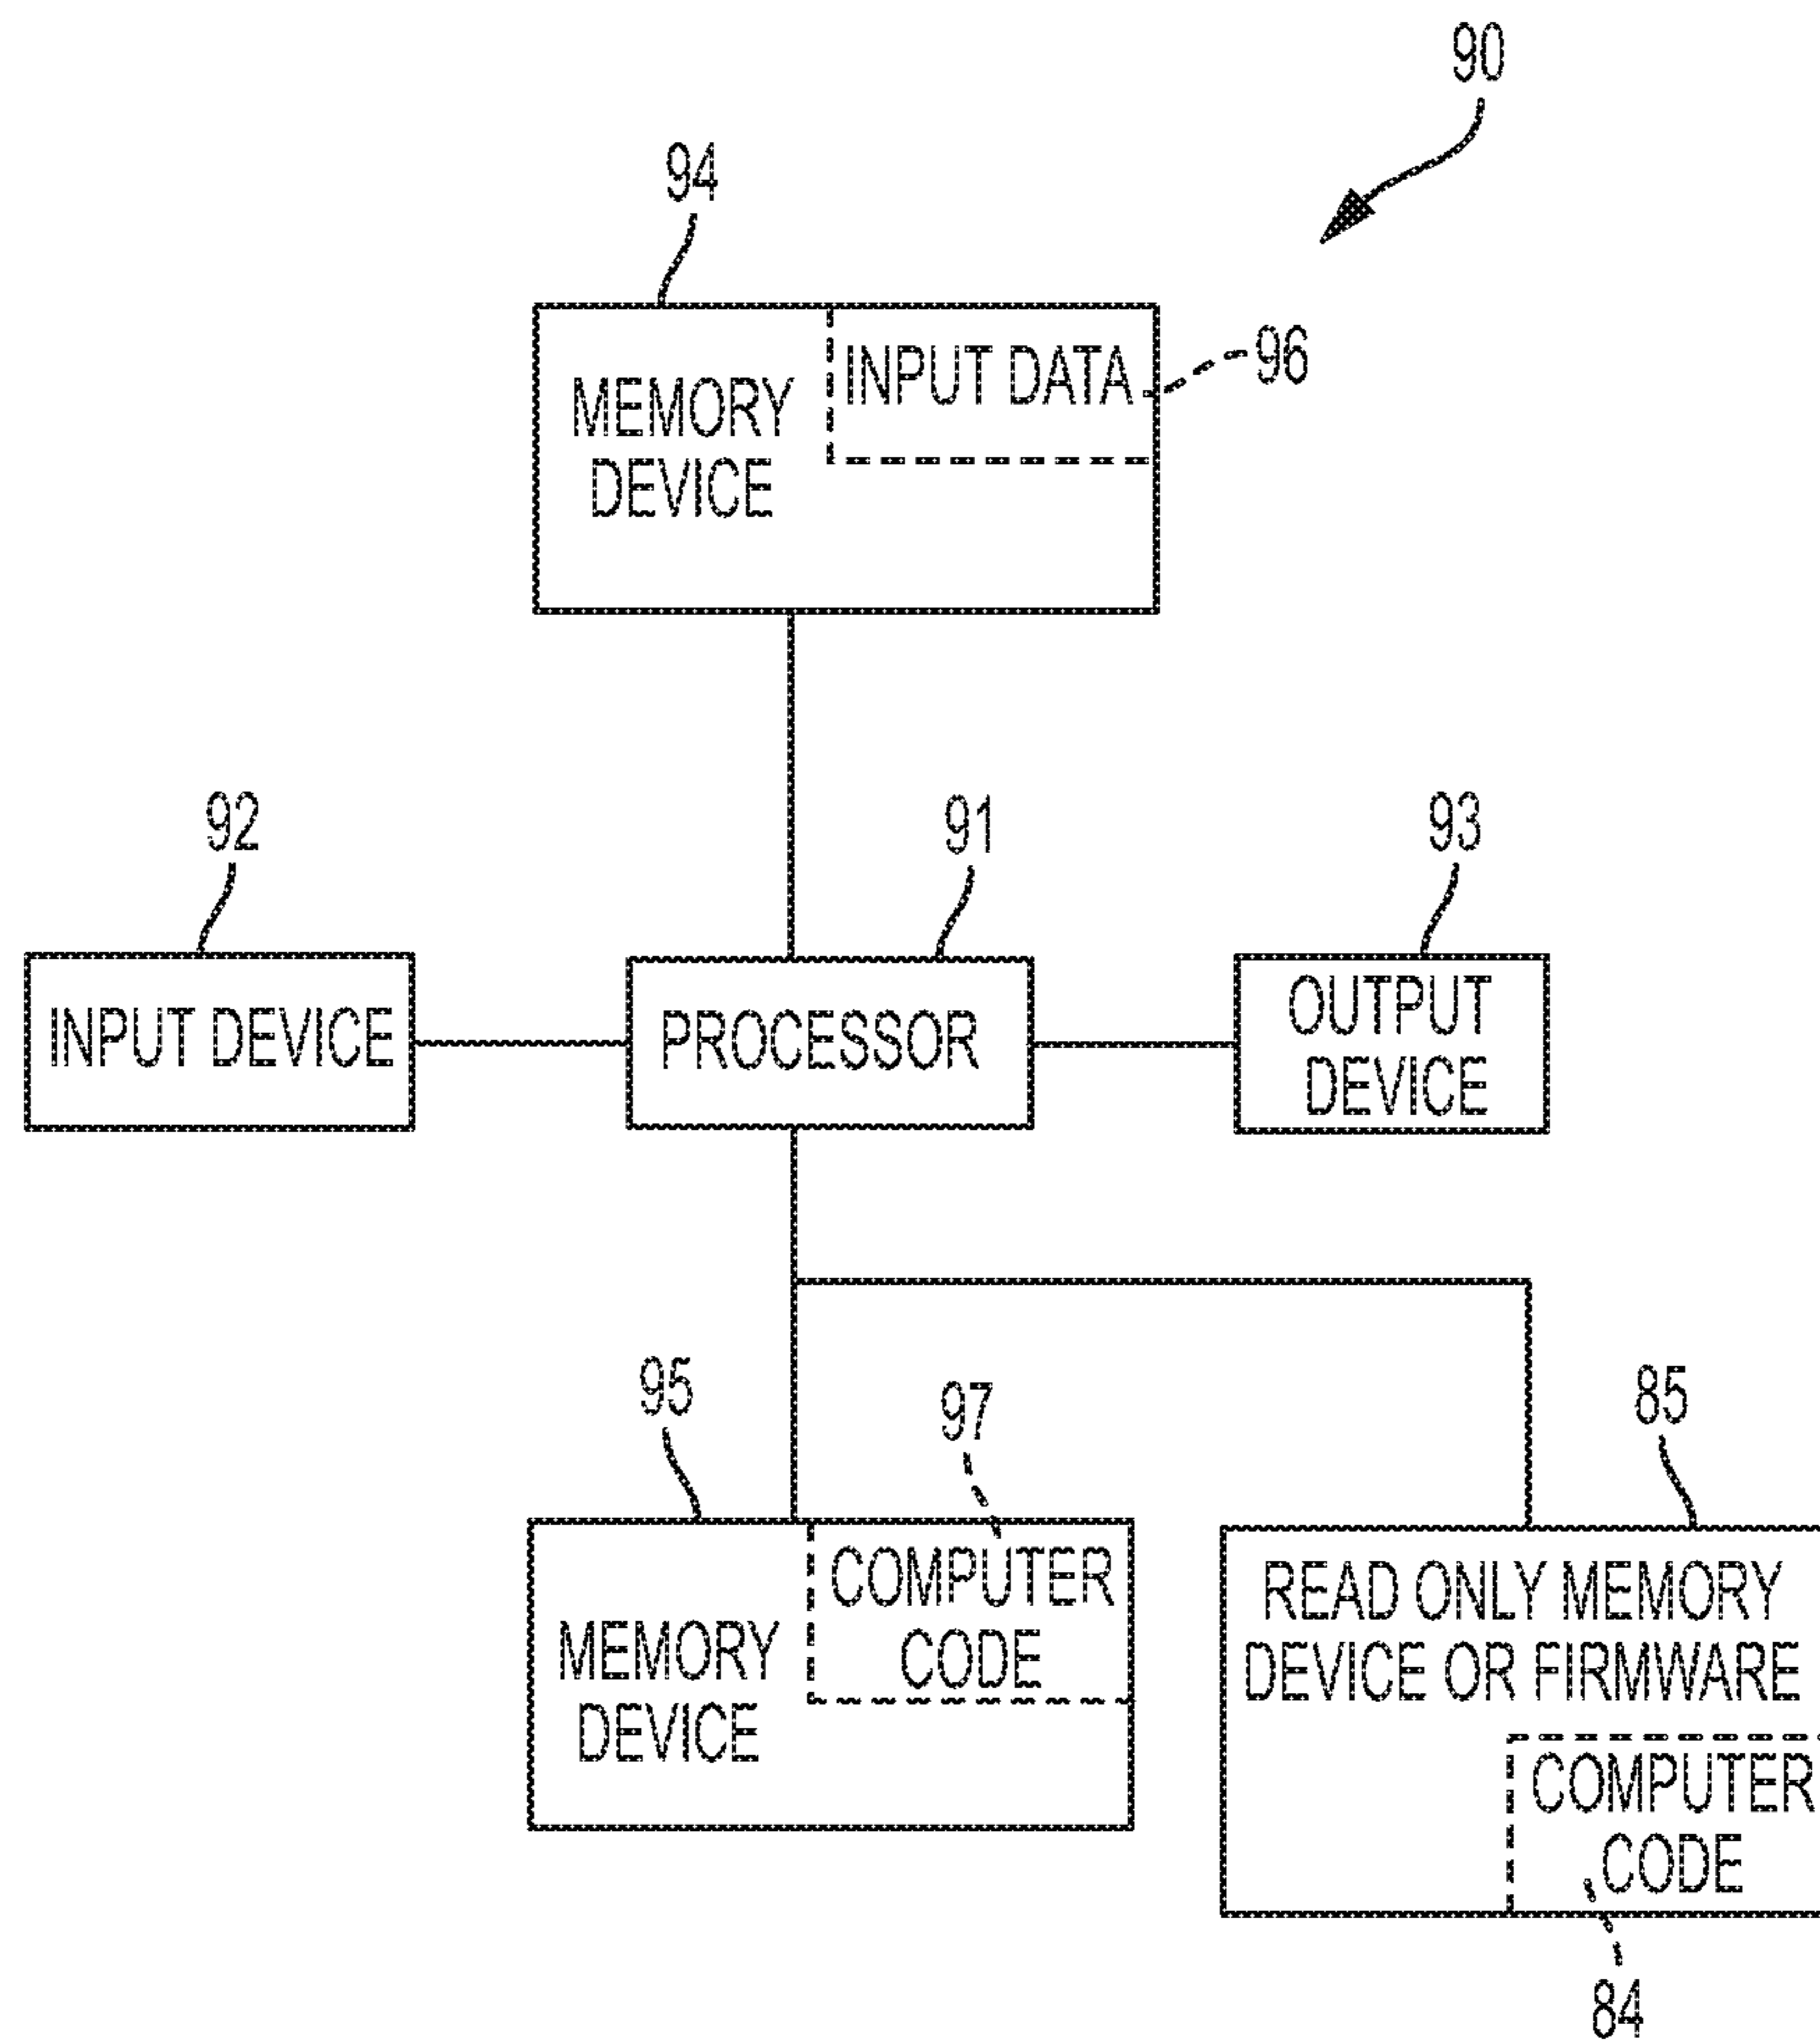 90
94
INPUT DATA
96
MEMORY
DEVICE
92
91
93
INPUT DEVICE
PROCESSOR
OUTPUT
DEVICE
95
97
85
COMPUTER
CODE
MEMORY
DEVICE
READ ONLY MEMORY
DEVICE OR FIRMWARE
COMPUTER
CODE
84